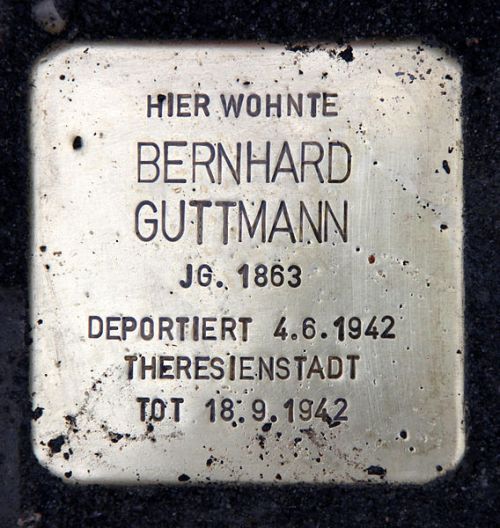 HIER WOHNTE
BERNHARD
GUTTMANN
JG. 1863
DEPORTIERT 4.6.1942
THERESIENSTADT
TOT 18.9.1942